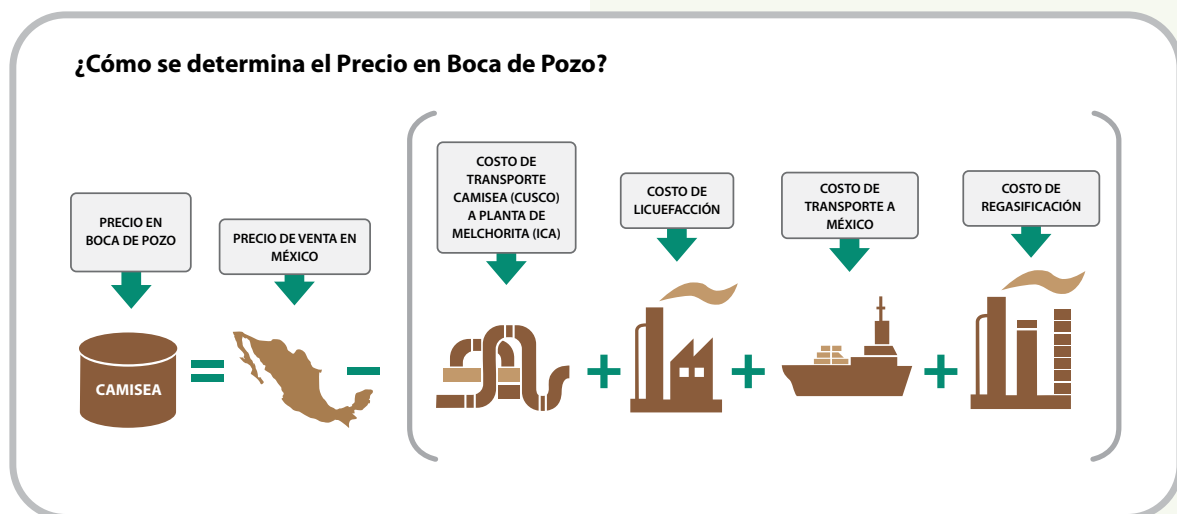 ¿Cómo se determina el Precio en Boca de Pozo?
PRECIO EN
BOCA DE POZO
PRECIO DE VENTA EN
MÉXICO
COSTO DE
TRANSPORTE
CAMISEA (CUSCO)
A PLANTA DE
MELCHORITA (ICA)
COSTO DE
LICUEFACCIÓN
COSTO DE
TRANSPORTE A
MÉXICO
COSTO DE
REGASIFICACIÓN
CAMISEA
=
-
+
+
+